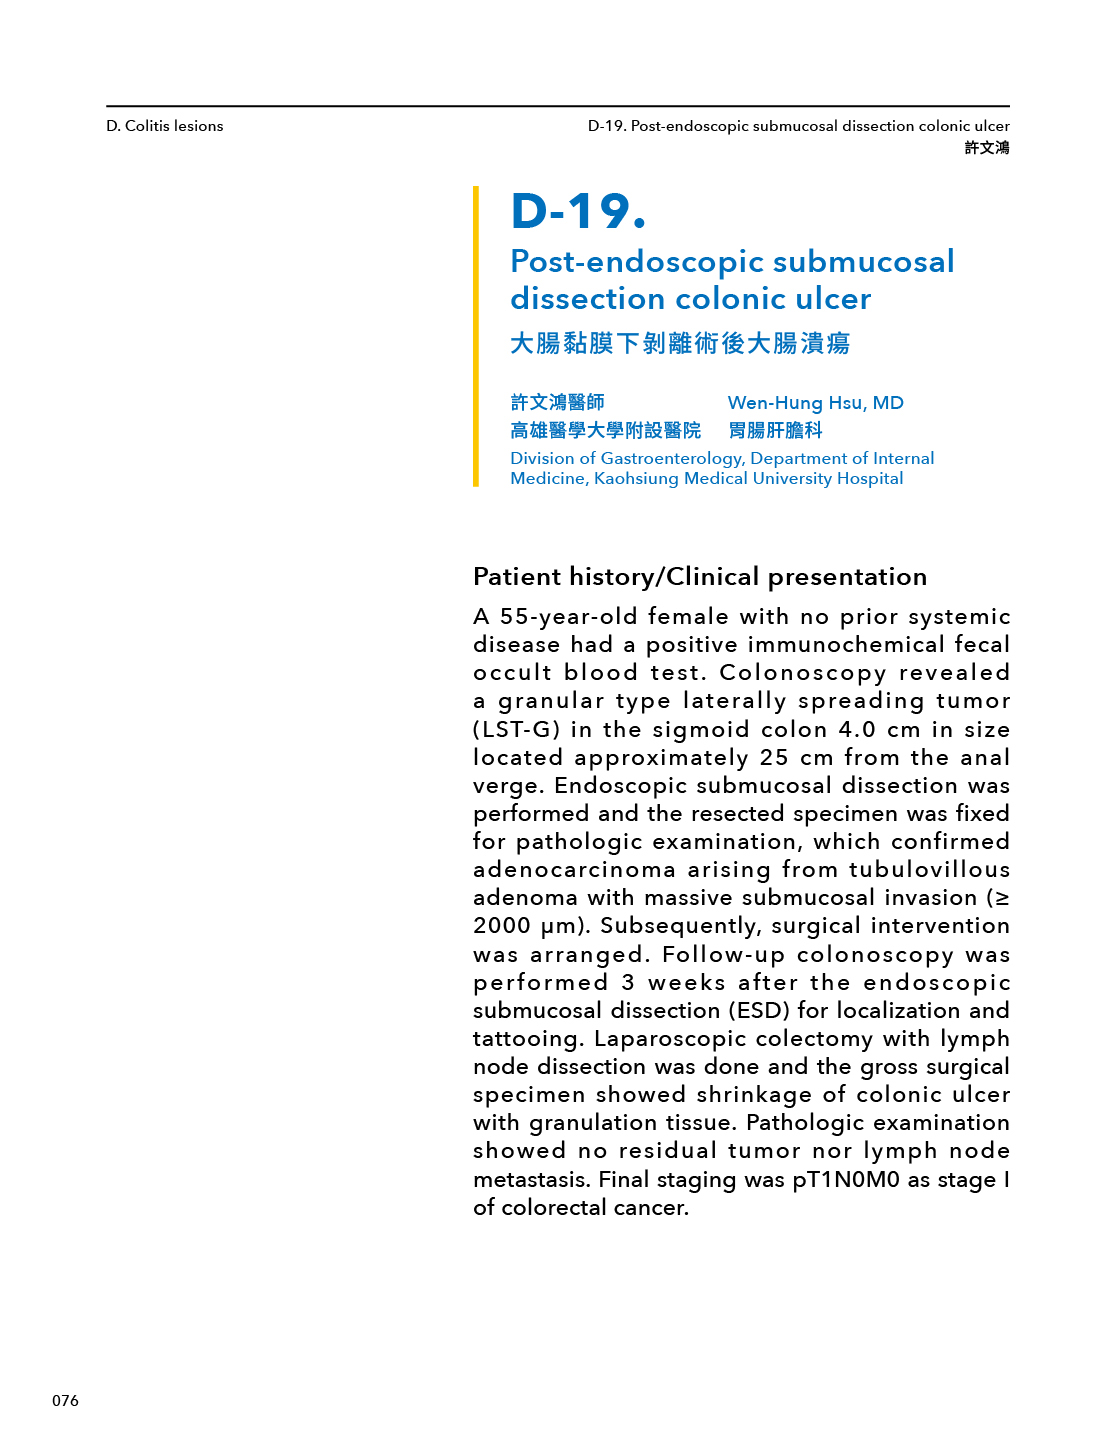 D. Colitis lesions
D-19. Post-endoscopic submucosal dissection colonic ulcer
許文鴻
D-19.
Post-endoscopic submucosal
dissection colonic ulcer
大腸黏膜下剝離術後大腸潰瘍
許文鴻醫師 Wen-Hung Hsu, MD
高雄醫學大學附設醫院 胃腸肝膽科
Division of Gastroenterology, Department of Internal
Medicine, Kaohsiung Medical University Hospital
Patient history/Clinical presentation
A 55-year-old female with no prior systemic
disease had a positive immunochemical fecal
occult blood test. Colonoscopy revealed
a granular type laterally spreading tumor
(LST-G) in the sigmoid colon 4.0 cm in size
located approximately 25 cm from the anal
verge. Endoscopic submucosal dissection was
performed and the resected specimen was fixed
for pathologic examination, which confirmed
adenocarcinoma arising from tubulovillous
adenoma with massive submucosal invasion (≥
2000 μm). Subsequently, surgical intervention
was arranged. Follow-up colonoscopy was
performed 3 weeks after the endoscopic
submucosal dissection (ESD) for localization and
tattooing. Laparoscopic colectomy with lymph
node dissection was done and the gross surgical
specimen showed shrinkage of colonic ulcer
with granulation tissue. Pathologic examination
showed no residual tumor nor lymph node
metastasis. Final staging was pT1N0M0 as stage I
of colorectal cancer.
076